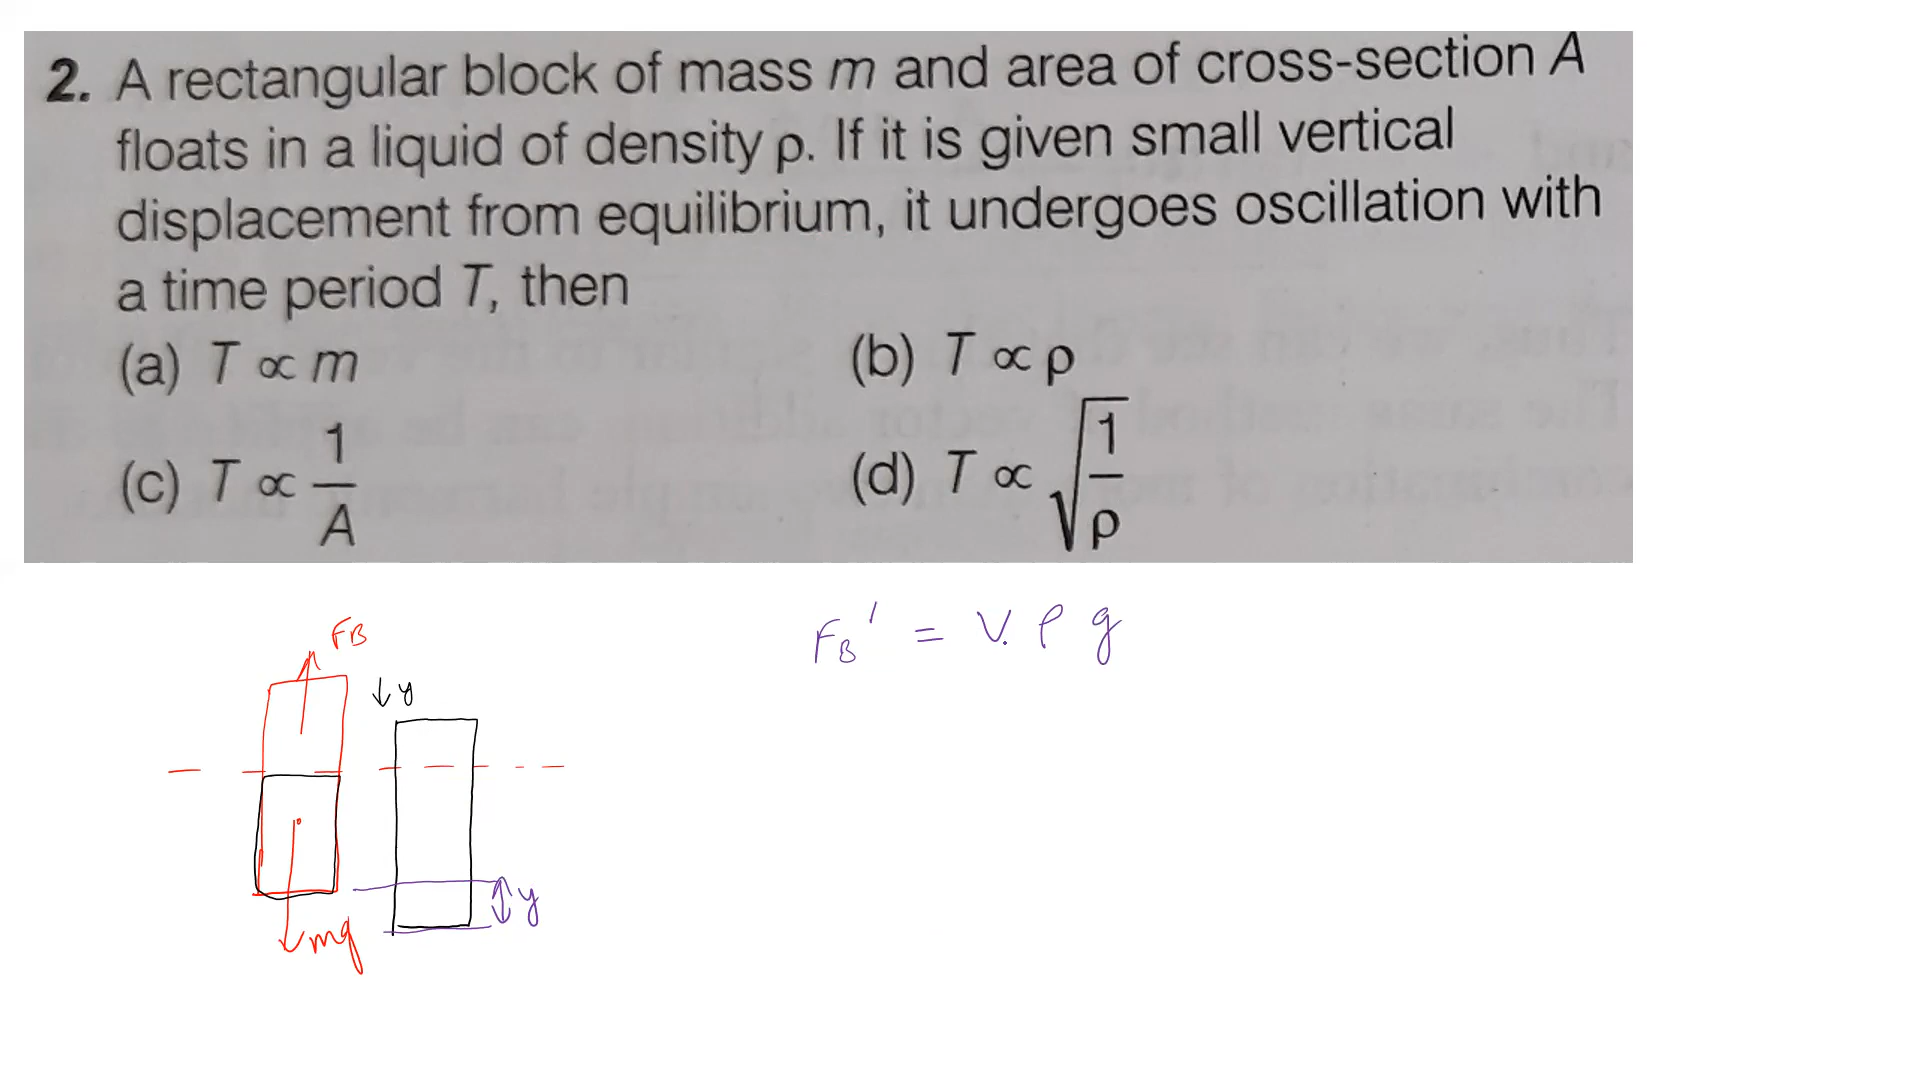 2. A rectangular block of mass m and area of cross-section A
floats in a liquid of density ρ. If it is given small vertical
displacement from equilibrium, it undergoes oscillation with
a time period T, then
(a) T ∝ m (b) T ∝ ρ
(c) T ∝ 1/A (d) T ∝ √(1/ρ)
FB
↓y
FB' = V. ρ g
y
mg